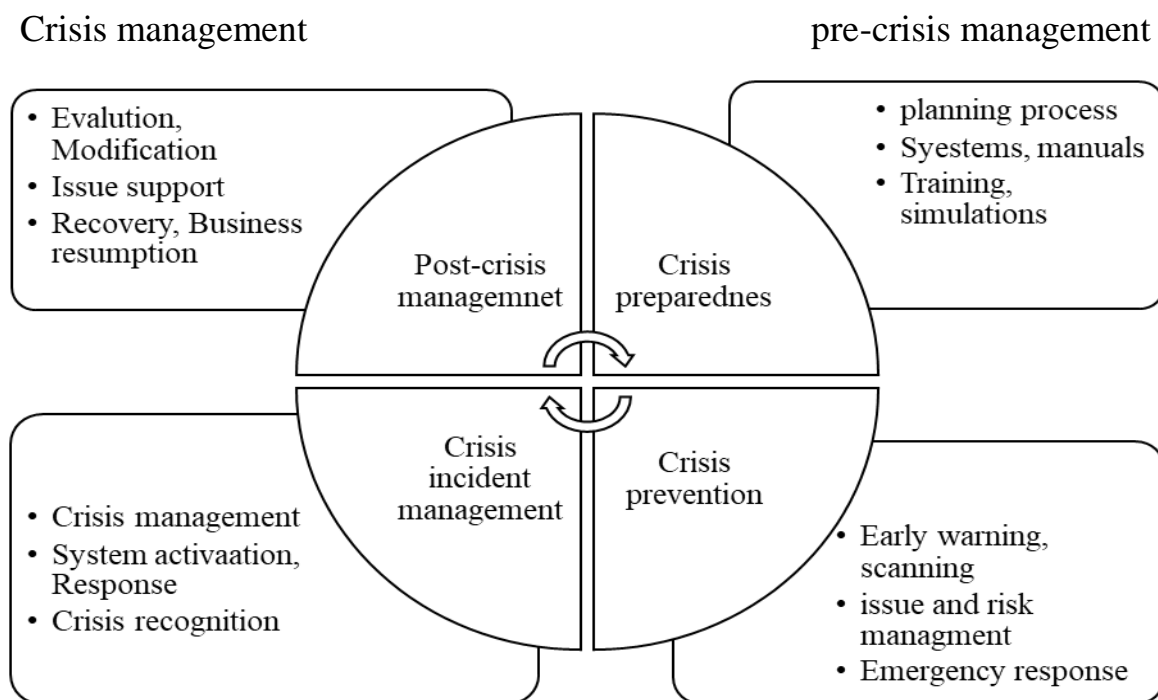 Crisis management
pre-crisis management
• Evalution,
Modification
• Issue support
• Recovery, Business
resumption
• planning process
• Syestems, manuals
• Training,
simulations
Post-crisis
managemnet
Crisis
preparednes
Crisis
incident
management
Crisis
prevention
• Crisis management
• System activaation,
Response
• Crisis recognition
• Early warning,
scanning
• issue and risk
managment
• Emergency response